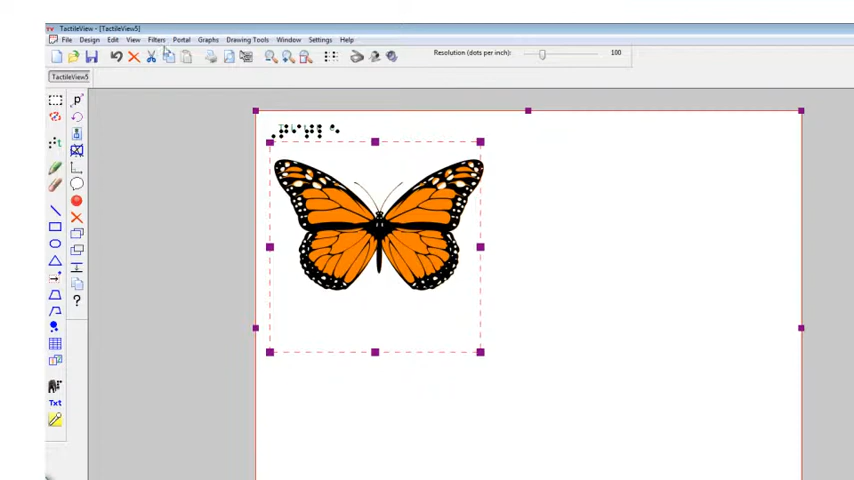 TactileView - [TactileView5]
File Design Edit View Filters Portal Graphs Drawing Tools Window Settings Help
Resolution (dots per inch): 100
TactileView5
Txt